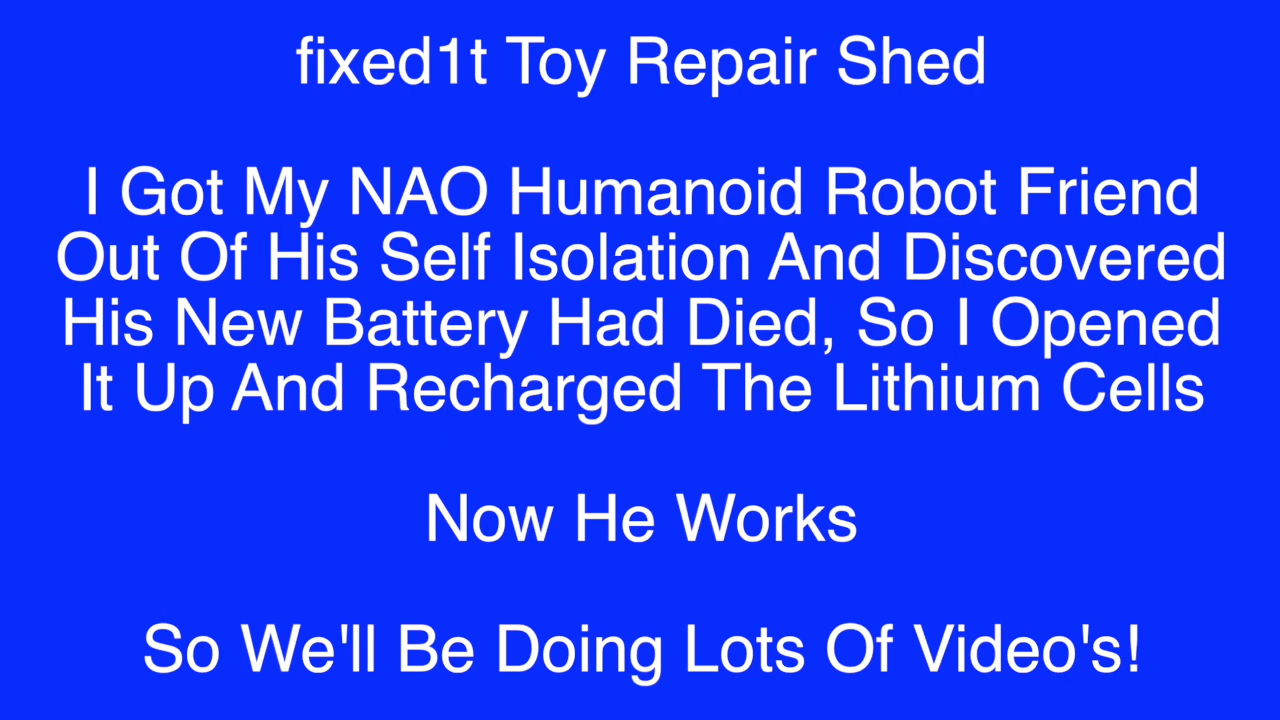 fixed1t Toy Repair Shed
I Got My NAO Humanoid Robot Friend
Out Of His Self Isolation And Discovered
His New Battery Had Died, So I Opened
It Up And Recharged The Lithium Cells
Now He Works
So We'll Be Doing Lots Of Video's!